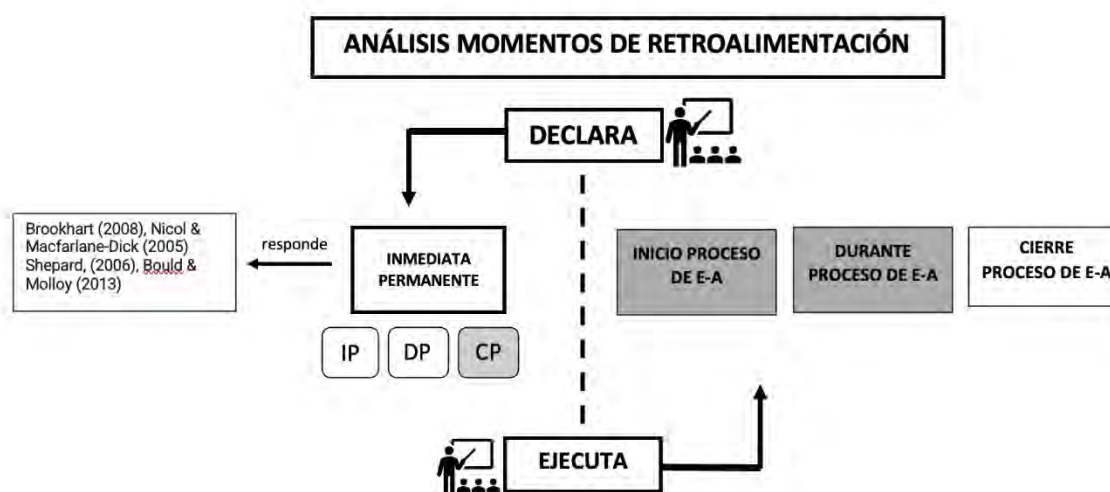 ANÁLISIS MOMENTOS DE RETROALIMENTACIÓN
DECLARA
Brookhart (2008), Nicol &
Macfarlane-Dick (2005)
Shepard, (2006), Bould &
Molloy (2013)
responde
INMEDIATA
PERMANENTE
IP
DP
CP
INICIO PROCESO
DE E-A
DURANTE
PROCESO DE E-A
CIERRE
PROCESO DE E-A
EJECUTA